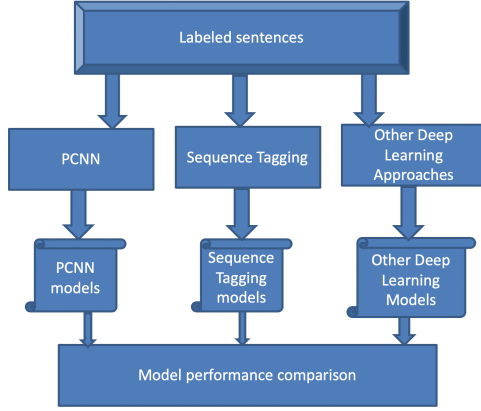 Labeled sentences
PCNN
Sequence Tagging
Other Deep
Learning
Approaches
PCNN
models
Sequence
Tagging
models
Other Deep
Learning
Models
Model performance comparison